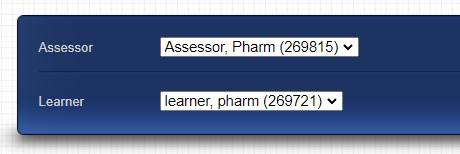 Assessor Assessor, Pharm (269815)
Learner learner, pharm (269721)